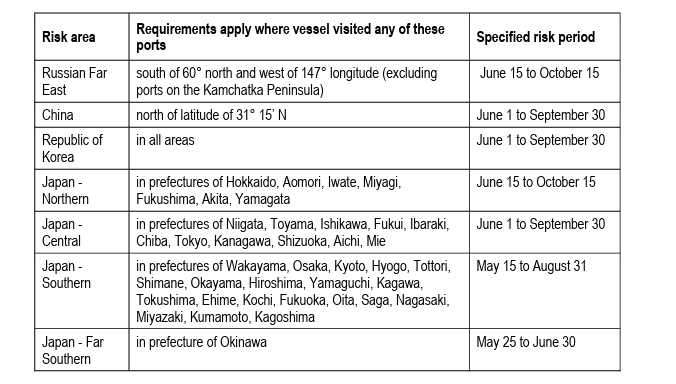 Risk area
Requirements apply where vessel visited any of these
ports
Specified risk period
Russian Far
East
south of 60° north and west of 147° longitude (excluding
ports on the Kamchatka Peninsula)
June 15 to October 15
China
north of latitude of 31° 15’ N
June 1 to September 30
Republic of
Korea
in all areas
June 1 to September 30
Japan -
Northern
in prefectures of Hokkaido, Aomori, Iwate, Miyagi,
Fukushima, Akita, Yamagata
June 15 to October 15
Japan -
Central
in prefectures of Niigata, Toyama, Ishikawa, Fukui, Ibaraki,
Chiba, Tokyo, Kanagawa, Shizuoka, Aichi, Mie
June 1 to September 30
Japan -
Southern
in prefectures of Wakayama, Osaka, Kyoto, Hyogo, Tottori,
Shimane, Okayama, Hiroshima, Yamaguchi, Kagawa,
Tokushima, Ehime, Kochi, Fukuoka, Oita, Saga, Nagasaki,
Miyazaki, Kumamoto, Kagoshima
May 15 to August 31
Japan - Far
Southern
in prefecture of Okinawa
May 25 to June 30